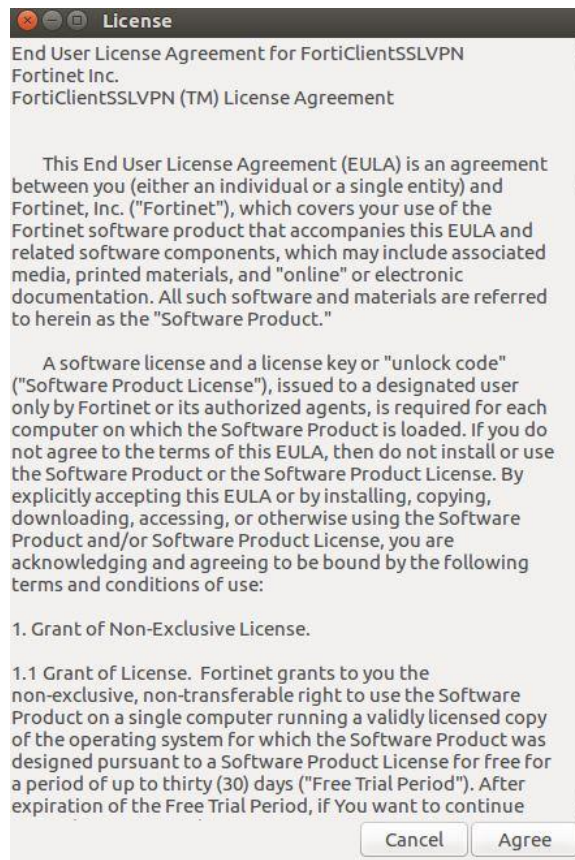 License
End User License Agreement for FortiClientSSLVPN
Fortinet Inc.
FortiClientSSLVPN (TM) License Agreement
This End User License Agreement (EULA) is an agreement
between you (either an individual or a single entity) and
Fortinet, Inc. ("Fortinet"), which covers your use of the
Fortinet software product that accompanies this EULA and
related software components, which may include associated
media, printed materials, and "online" or electronic
documentation. All such software and materials are referred
to herein as the "Software Product."
A software license and a license key or "unlock code"
("Software Product License"), issued to a designated user
only by Fortinet or its authorized agents, is required for each
computer on which the Software Product is loaded. If you do
not agree to the terms of this EULA, then do not install or use
the Software Product or the Software Product License. By
explicitly accepting this EULA or by installing, copying,
downloading, accessing, or otherwise using the Software
Product and/or Software Product License, you are
acknowledging and agreeing to be bound by the following
terms and conditions of use:
1. Grant of Non-Exclusive License.
1.1 Grant of License. Fortinet grants to you the
non-exclusive, non-transferable right to use the Software
Product on a single computer running a validly licensed copy
of the operating system for which the Software Product was
designed pursuant to a Software Product License for free for
a period of up to thirty (30) days ("Free Trial Period"). After
expiration of the Free Trial Period, if You want to continue
Cancel Agree